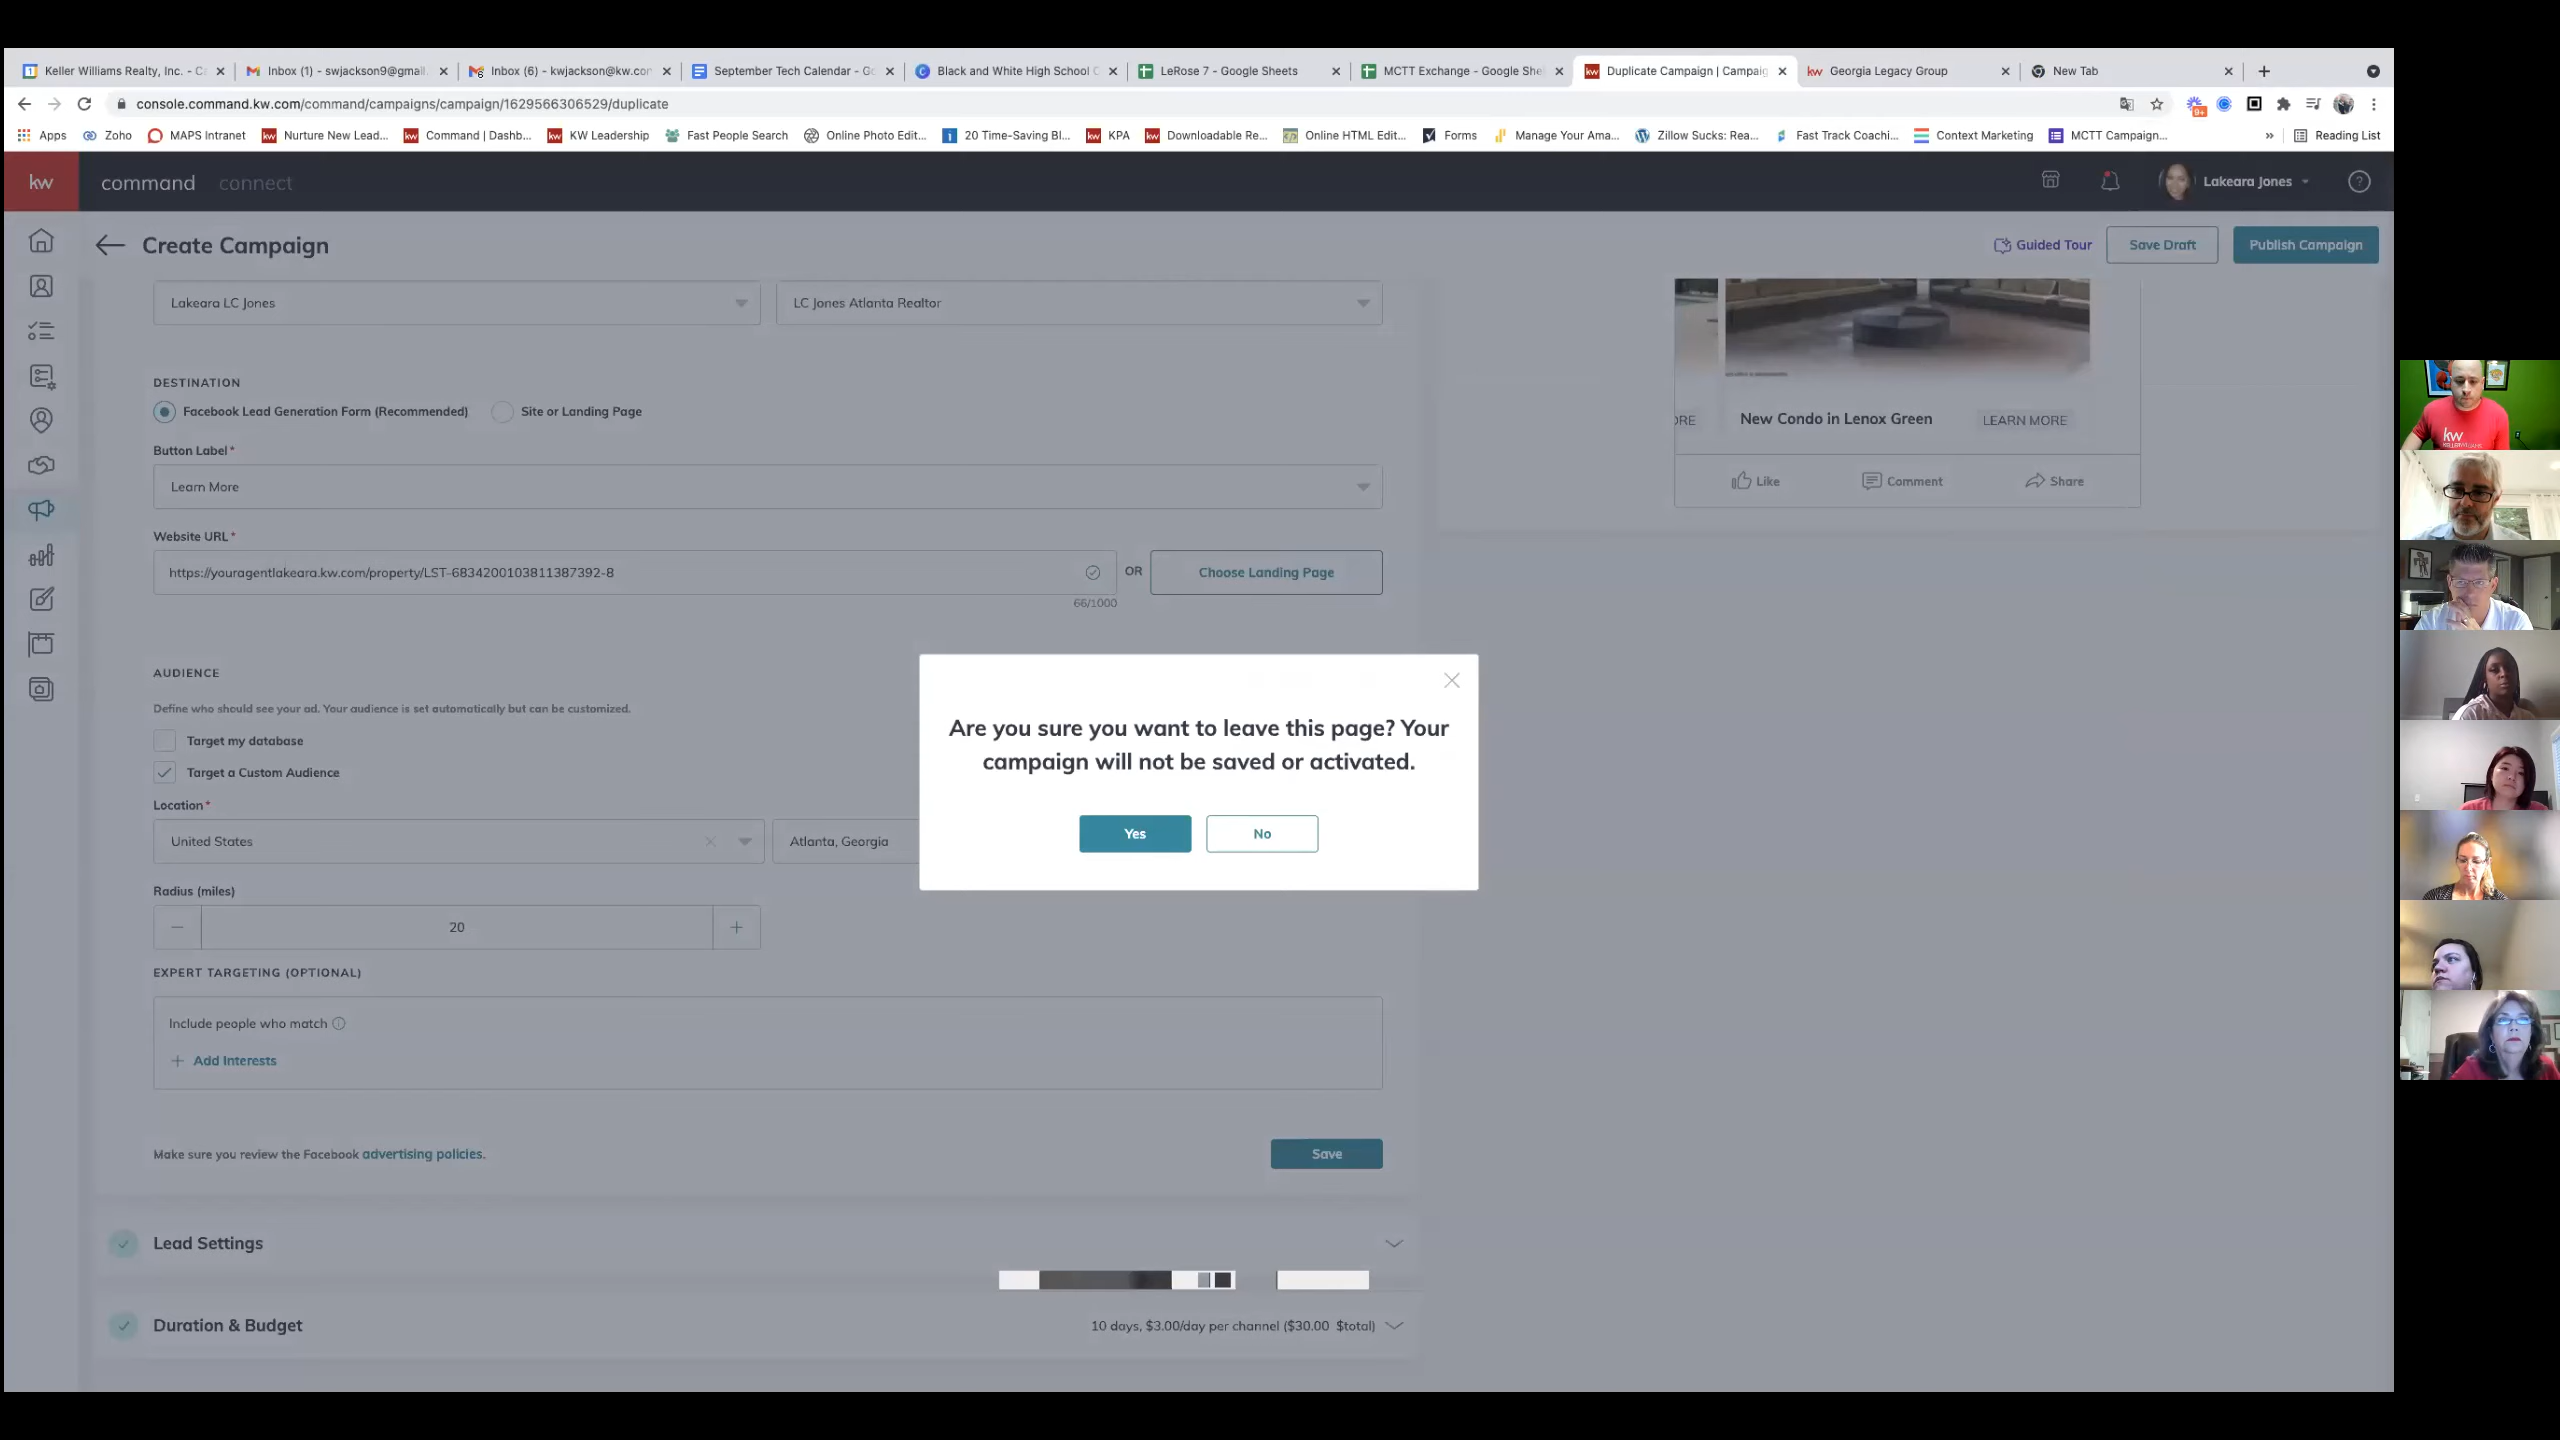 Keller Williams Realty, Inc. - C
Inbox (1) - swjackson9@gmail.
Inbox (6) - kwjackson@kw.con
September Tech Calendar - Go
Black and White High School C
LeRose 7 - Google Sheets
MCTT Exchange - Google She
Duplicate Campaign | Campaig
Georgia Legacy Group
New Tab
console.command.kw.com/command/campaigns/campaign/1629566306529/duplicate
Apps
Zoho
MAPS Intranet
Nurture New Lead...
Command | Dashb...
KW Leadership
Fast People Search
Online Photo Edit...
20 Time-Saving Bl...
KPA
Downloadable Re...
Online HTML Edit...
Forms
Manage Your Ama...
Zillow Sucks: Rea...
Fast Track Coachi...
Context Marketing
MCTT Campaign...
»
Reading List
kw
command
connect
Lakeara Jones
Create Campaign
Guided Tour
Save Draft
Publish Campaign
Lakeara LC Jones
LC Jones Atlanta Realtor
DESTINATION
Facebook Lead Generation Form (Recommended)
Site or Landing Page
Button Label*
Learn More
Website URL*
https://youragentlakeara.kw.com/property/LST-6834200103811387392-8
OR
Choose Landing Page
66/1000
New Condo in Lenox Green
LEARN MORE
Like
Comment
Share
AUDIENCE
Define who should see your ad. Your audience is set automatically but can be customized.
Target my database
Target a Custom Audience
Location*
United States
Atlanta, Georgia
Radius (miles)
20
EXPERT TARGETING (OPTIONAL)
Include people who match
Add Interests
Make sure you review the Facebook advertising policies.
Save
Are you sure you want to leave this page? Your
campaign will not be saved or activated.
Yes
No
Lead Settings
Duration & Budget
10 days, $3.00/day per channel ($30.00 $total)
kw